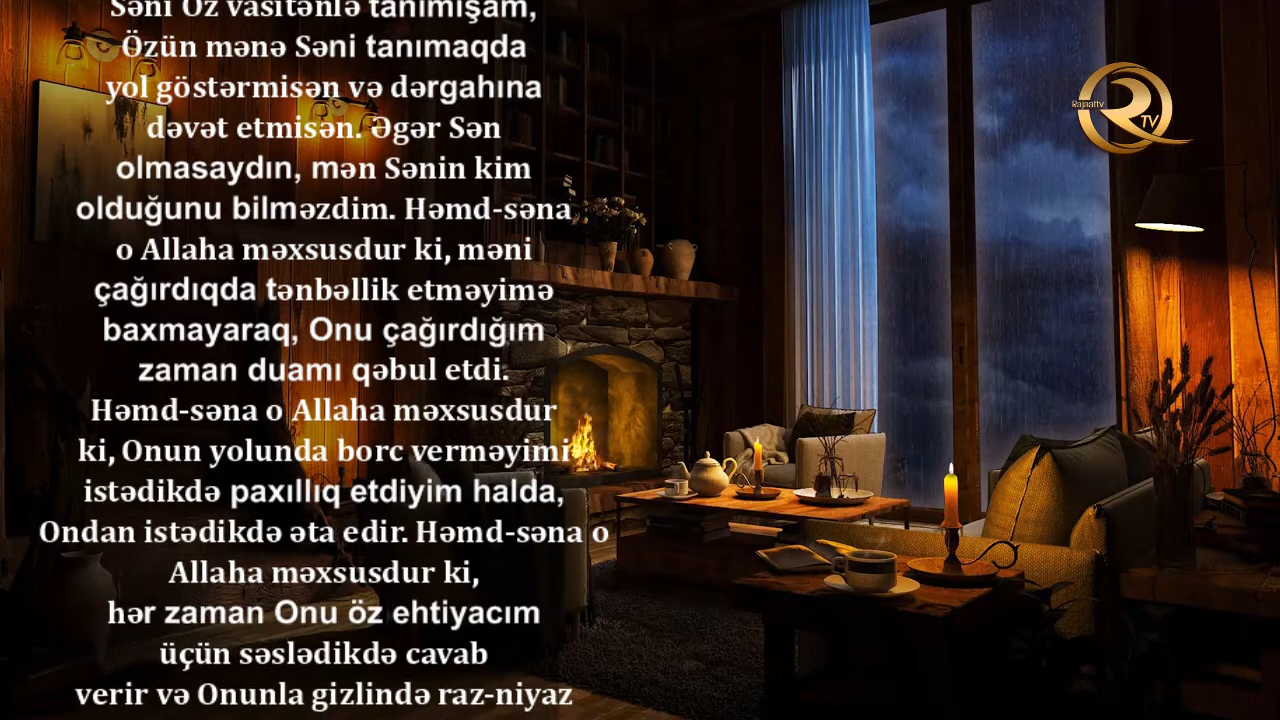 Səni Öz vasitənlə tanımışam,
Özün mənə Səni tanımaqda
yol göstərmisən və dərgahına
dəvət etmisən. Əgər Sən
olmasaydın, mən Sənin kim
olduğunu bilməzdim. Həmd-səna
o Allaha məxsusdur ki, məni
çağırdıqda tənbəllik etməyimə
baxmayaraq, Onu çağırdığım
zaman duamı qəbul etdi.
Həmd-səna o Allaha məxsusdur
ki, Onun yolunda borc verməyimi
istədikdə paxıllıq etdiyim halda,
Ondan istədikdə əta edir. Həmd-səna o
Allaha məxsusdur ki,
hər zaman Onu öz ehtiyacım
üçün səslədikdə cavab
verir və Onunla gizlində raz-niyaz
Rajaattv
R
TV